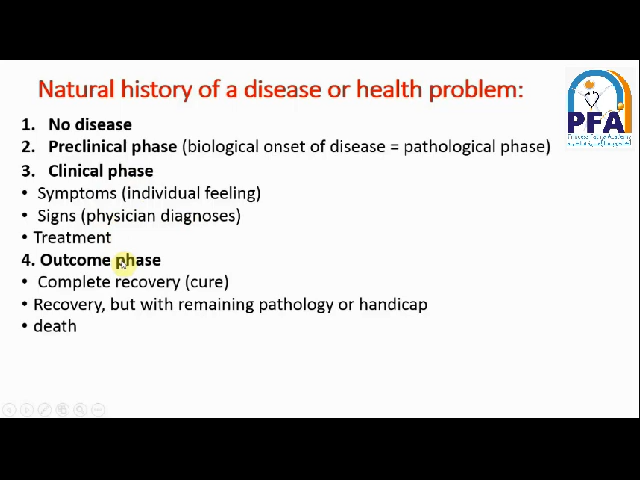 Natural history of a disease or health problem:
PFA
1. No disease
2. Preclinical phase (biological onset of disease = pathological phase)
3. Clinical phase
• Symptoms (individual feeling)
• Signs (physician diagnoses)
• Treatment
4. Outcome phase
• Complete recovery (cure)
• Recovery, but with remaining pathology or handicap
• death